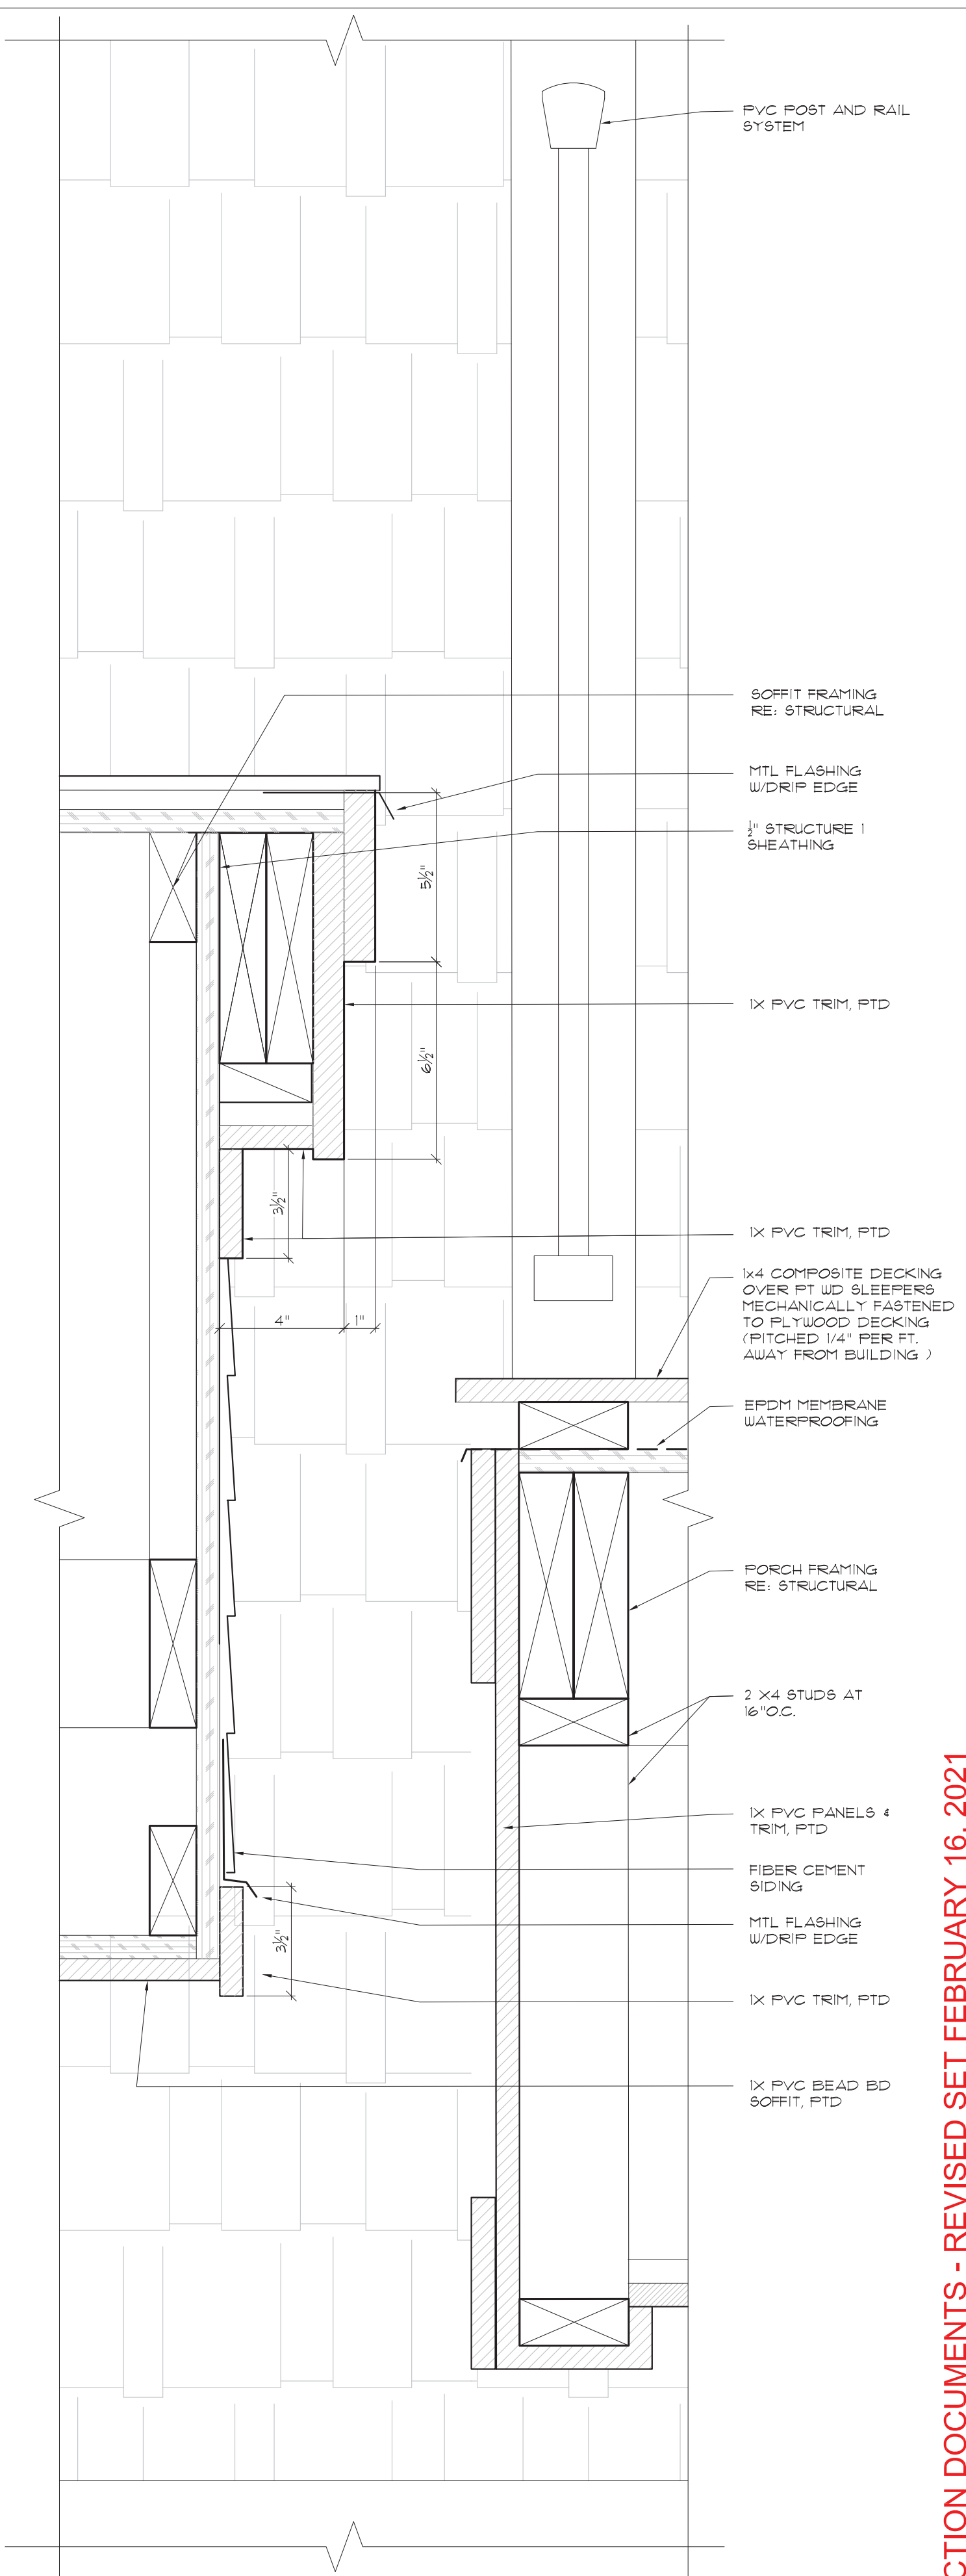 PVC POST AND RAIL
SYSTEM
SOFFIT FRAMING
RE: STRUCTURAL
MTL FLASHING
W/DRIP EDGE
½" STRUCTURE 1
SHEATHING
5½"
1X PVC TRIM, PTD
6½"
3½"
1X PVC TRIM, PTD
1x4 COMPOSITE DECKING
OVER PT WD SLEEPERS
MECHANICALLY FASTENED
TO PLYWOOD DECKING
(PITCHED 1/4" PER FT.
AWAY FROM BUILDING )
4"
1"
EPDM MEMBRANE
WATERPROOFING
PORCH FRAMING
RE: STRUCTURAL
2 X4 STUDS AT
16"O.C.
1X PVC PANELS &
TRIM, PTD
FIBER CEMENT
SIDING
MTL FLASHING
W/DRIP EDGE
3½"
1X PVC TRIM, PTD
1X PVC BEAD BD
SOFFIT, PTD
CTION DOCUMENTS - REVISED SET FEBRUARY 16, 2021